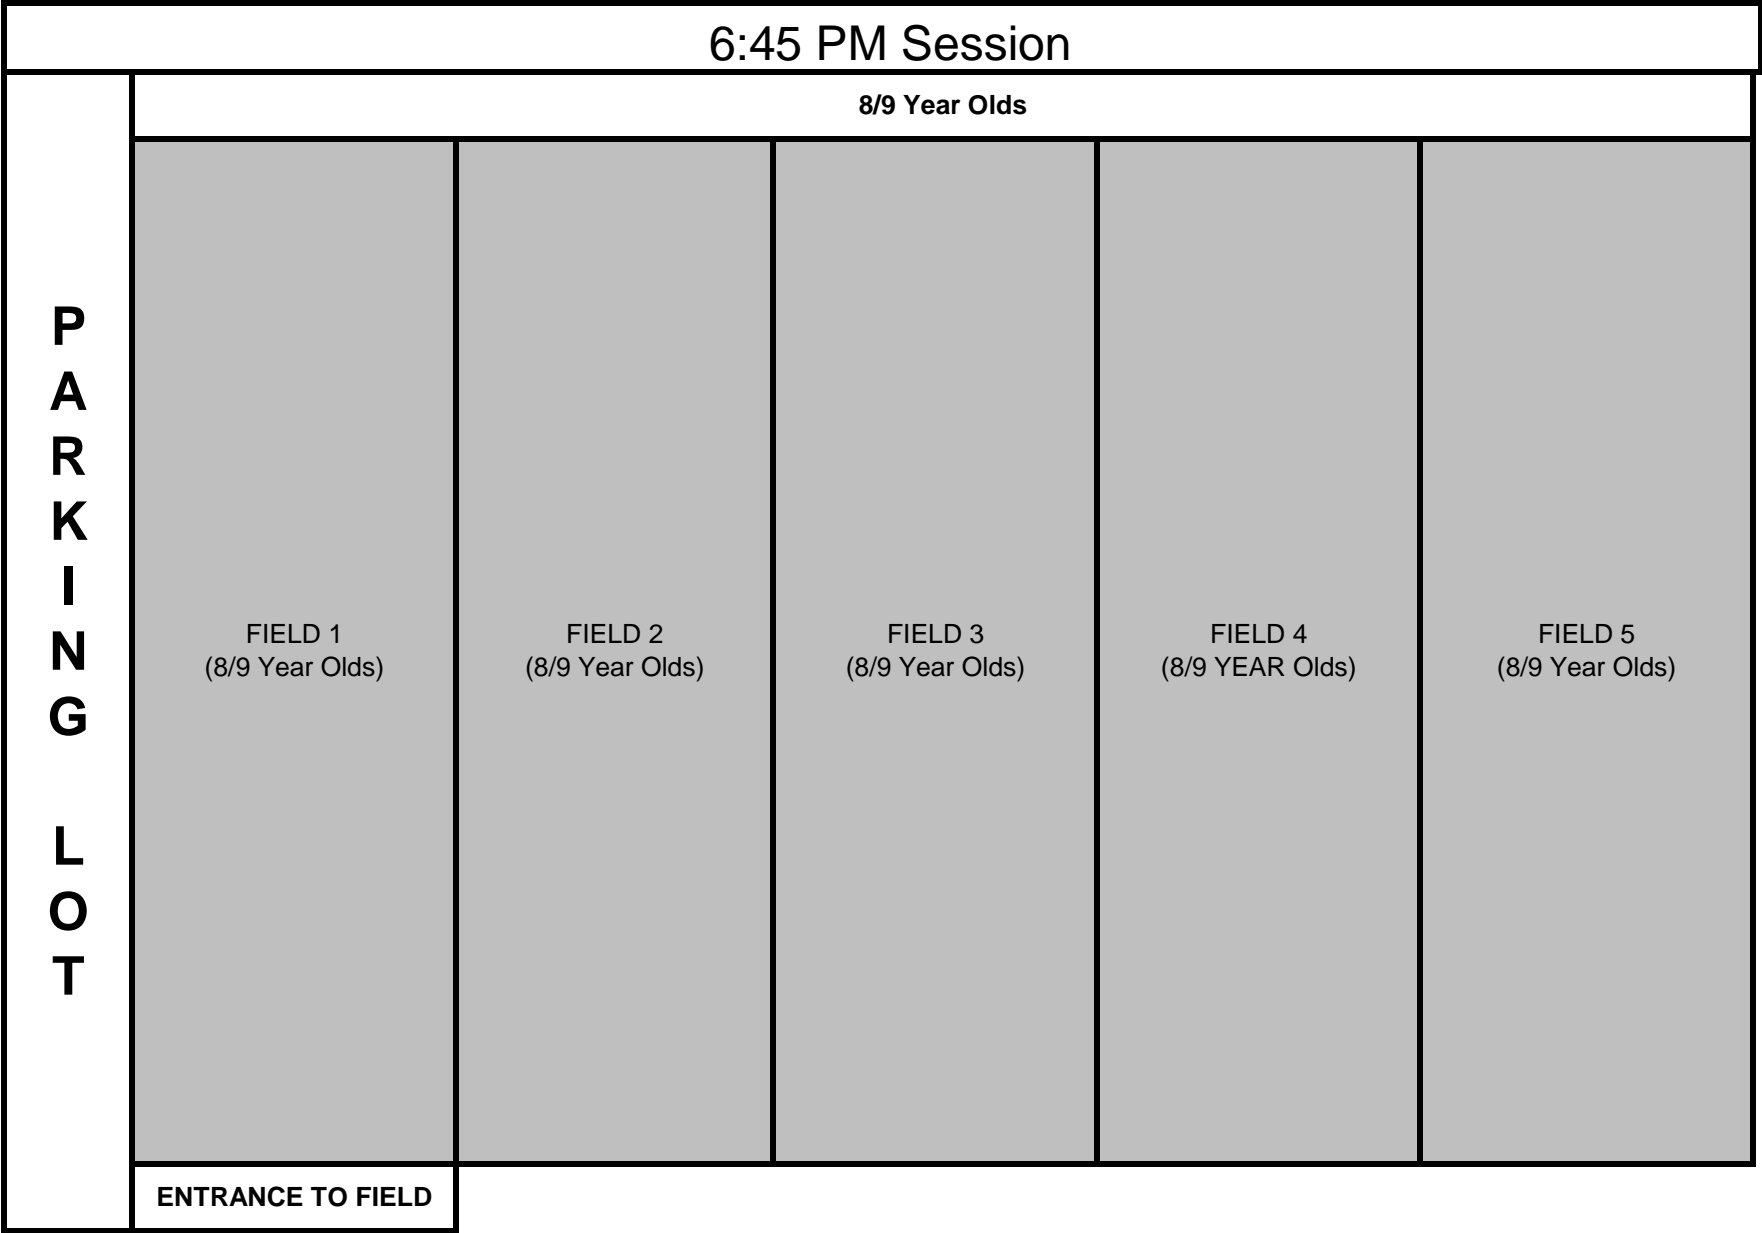 6:45 PM Session
8/9 Year Olds
P
A
R
K
I
N
G
L
O
T
FIELD 1
(8/9 Year Olds)
FIELD 2
(8/9 Year Olds)
FIELD 3
(8/9 Year Olds)
FIELD 4
(8/9 YEAR Olds)
FIELD 5
(8/9 Year Olds)
ENTRANCE TO FIELD